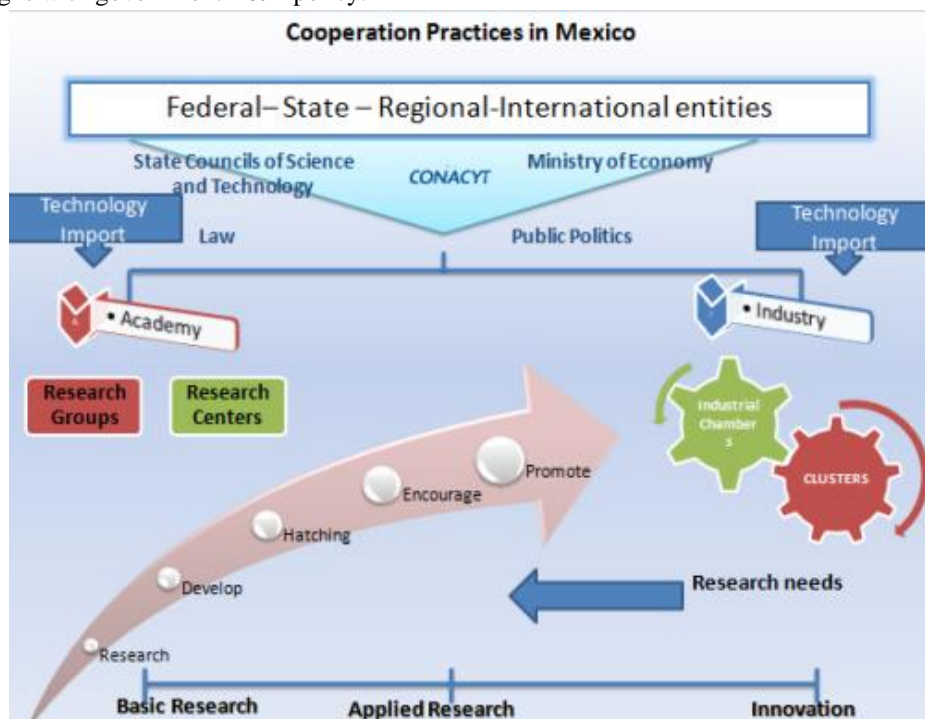 Cooperation Practices in Mexico
Federal– State – Regional-International entities
State Councils of Science
and Technology
CONACYT
Ministry of Economy
Technology
Import
Law
Public Politics
Technology
Import
• Academy
• Industry
Research
Groups
Research
Centers
Industrial
Chamber
s
CLUSTERS
Promote
Encourage
Hatching
Develop
Research
Research needs
Basic Research
Applied Research
Innovation